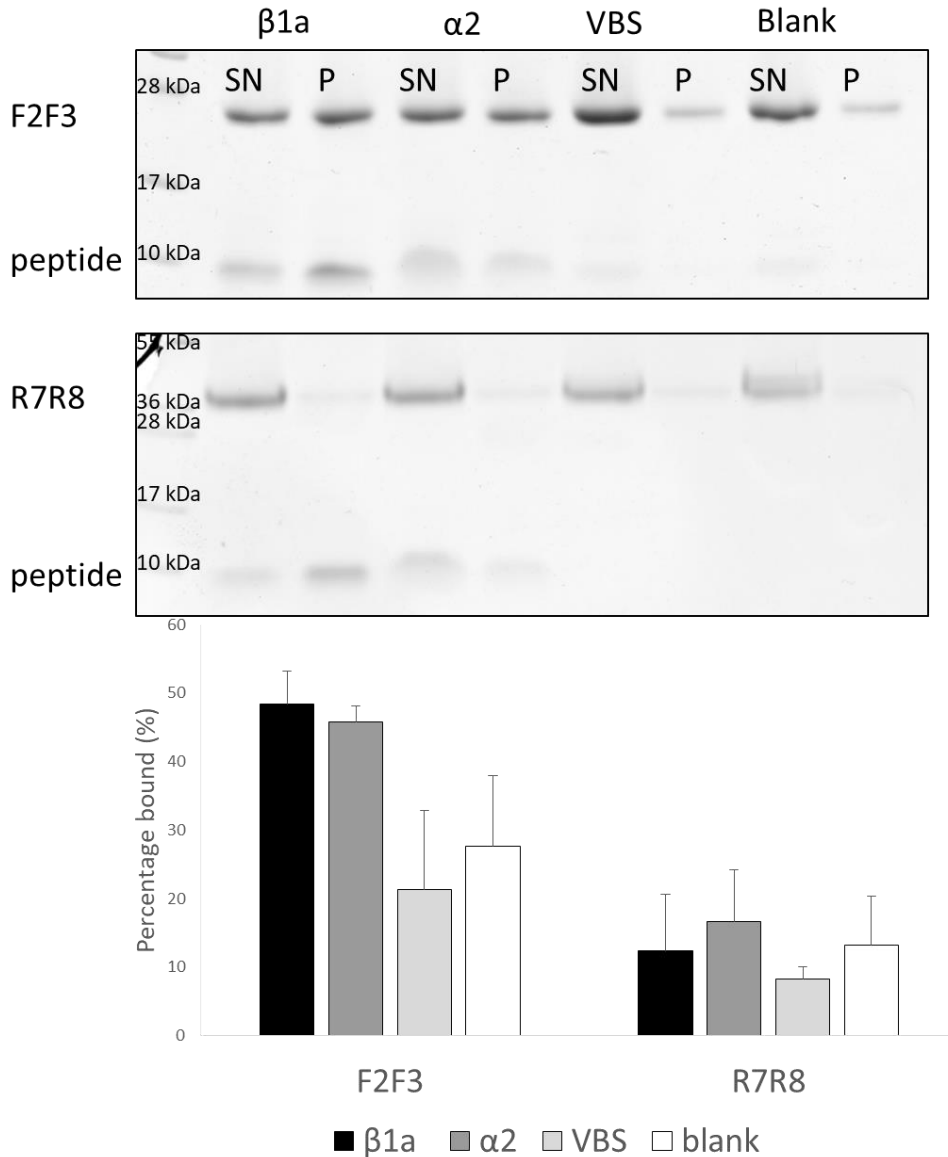 β1a α2 VBS Blank
SN P SN P SN P SN P
28 kDa
F2F3
17 kDa
10 kDa
peptide
55 kDa
R7R8
36 kDa
28 kDa
17 kDa
10 kDa
peptide
60
50
40
30
20
10
0
Percentage bound (%)
F2F3 R7R8
β1a α2 VBS blank